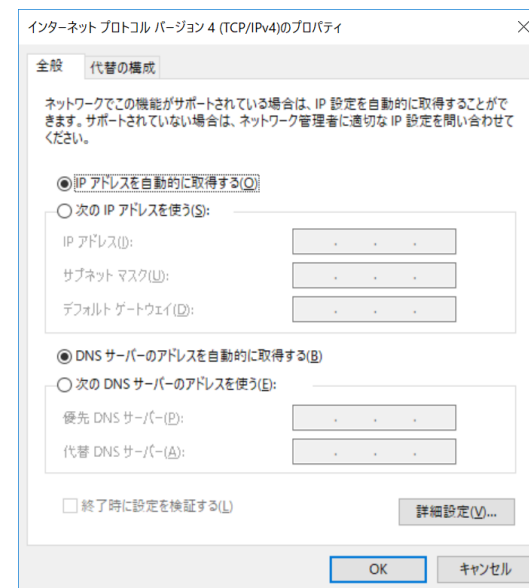 インターネット プロトコル バージョン 4 (TCP/IPv4)のプロパティ
全般
代替の構成
ネットワークでこの機能がサポートされている場合は、IP 設定を自動的に取得することがで
きます。サポートされていない場合は、ネットワーク管理者に適切な IP 設定を問い合わせて
ください。
IP アドレスを自動的に取得する(O)
次の IP アドレスを使う(S):
IP アドレス(I):
サブネット マスク(U):
デフォルト ゲートウェイ(D):
DNS サーバーのアドレスを自動的に取得する(B)
次の DNS サーバーのアドレスを使う(E):
優先 DNS サーバー(P):
代替 DNS サーバー(A):
終了時に設定を検証する(L)
詳細設定(V)...
OK
キャンセル